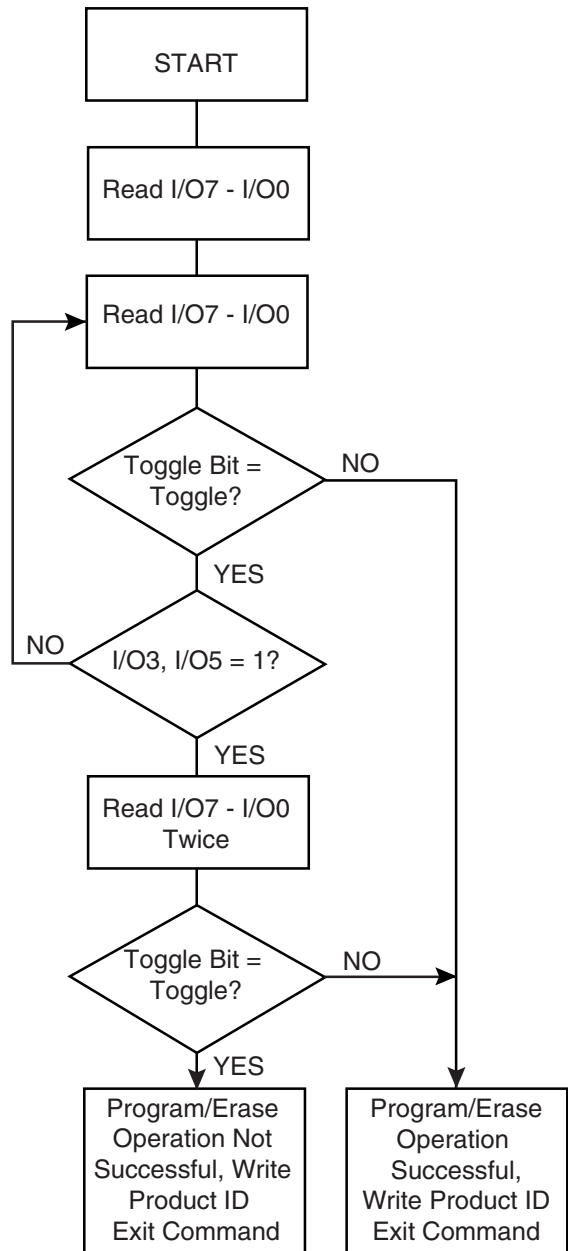 START
Read I/O7 - I/O0
Read I/O7 - I/O0
Toggle Bit =
Toggle?
NO
YES
NO
I/O3, I/O5 = 1?
YES
Read I/O7 - I/O0
Twice
Toggle Bit =
Toggle?
NO
YES
Program/Erase
Operation Not
Successful, Write
Product ID
Exit Command
Program/Erase
Operation
Successful,
Write Product ID
Exit Command